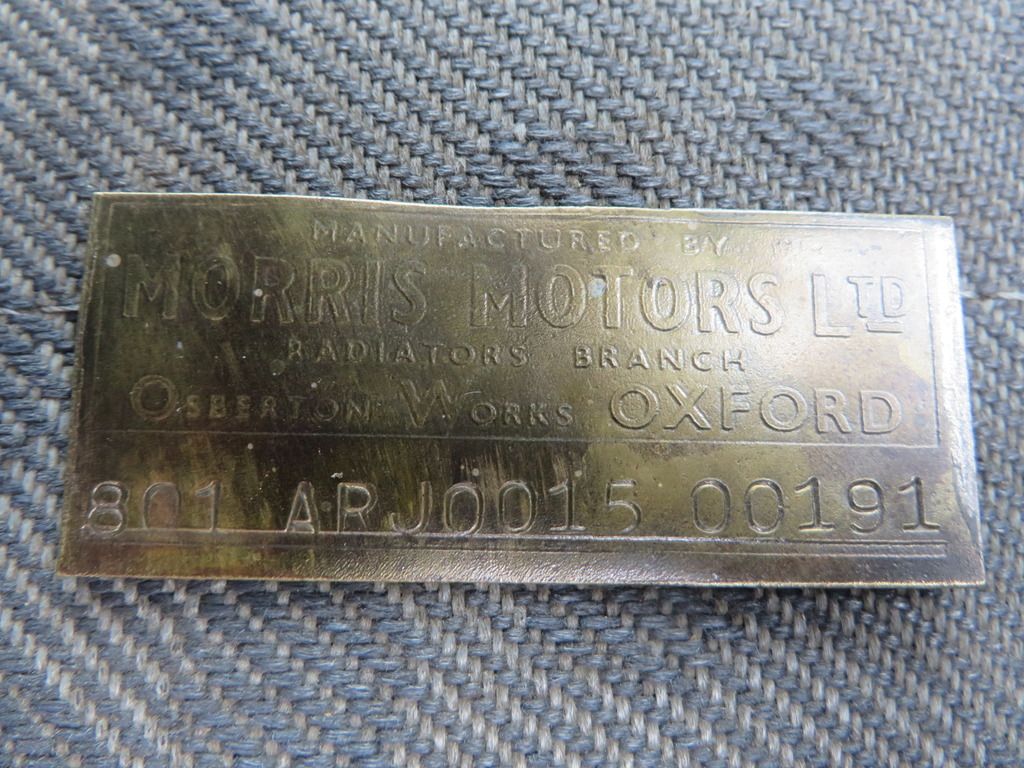 MANUFACTURED BY
MORRIS MOTORS LTD
RADIATORS BRANCH
OSBERTON WORKS OXFORD
801 ARJ0015 00191